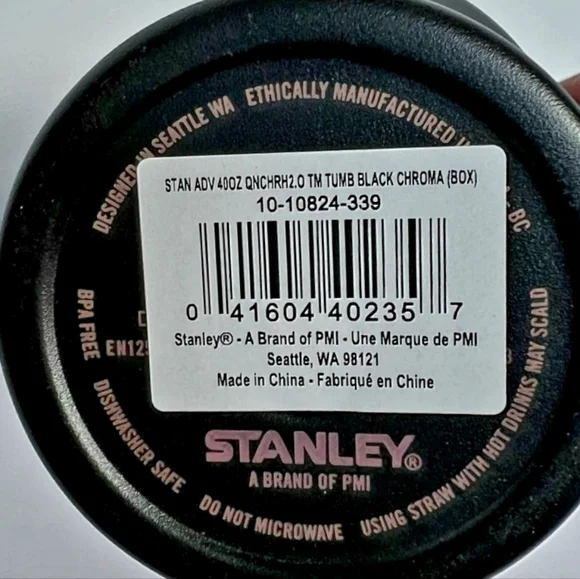 DESIGNED IN SEATTLE WA ETHICALLY MANUFACTURED
BC
STAN ADV 40OZ QNCHRH2.O TM TUMB BLACK CHROMA (BOX)
10-10824-339
0 41604 40235 7
Stanley® - A Brand of PMI - Une Marque de PMI
Seattle, WA 98121
Made in China - Fabriqué en Chine
STANLEY®
A BRAND OF PMI
BPA FREE DISHWASHER SAFE DO NOT MICROWAVE USING STRAW WITH HOT DRINKS MAY SCALD